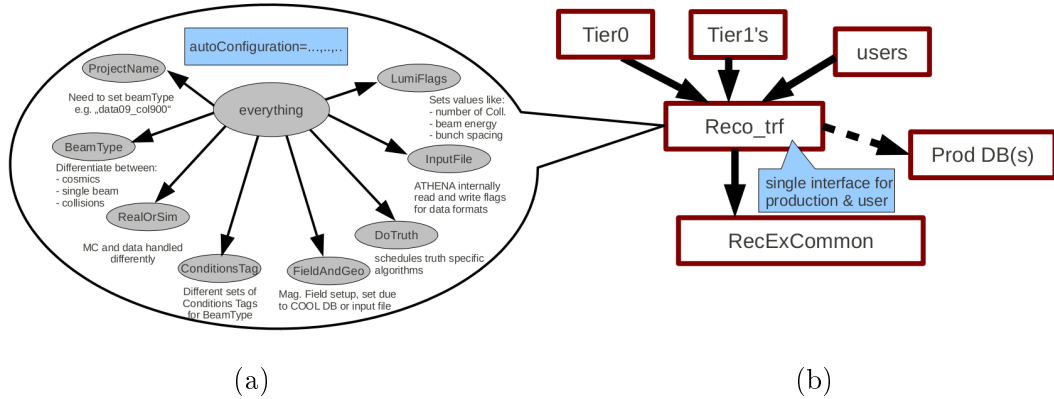 autoConfiguration=...,..,..
ProjectName
Need to set beamType
e.g. „data09_col900“
everything
LumiFlags
Sets values like:
- number of Coll.
- beam energy
- bunch spacing
BeamType
Differentiate between:
- cosmics
- single beam
- collisions
InputFile
ATHENA internally
read and write flags
for data formats
RealOrSim
MC and data handled
differently
DoTruth
schedules truth specific
algorithms
ConditionsTag
Different sets of
Conditions Tags
for BeamType
FieldAndGeo
Mag. Field setup, set due
to COOL DB or input file
(a)
Tier0
Tier1's
users
Reco_trf
Prod DB(s)
single interface for
production & user
RecExCommon
(b)